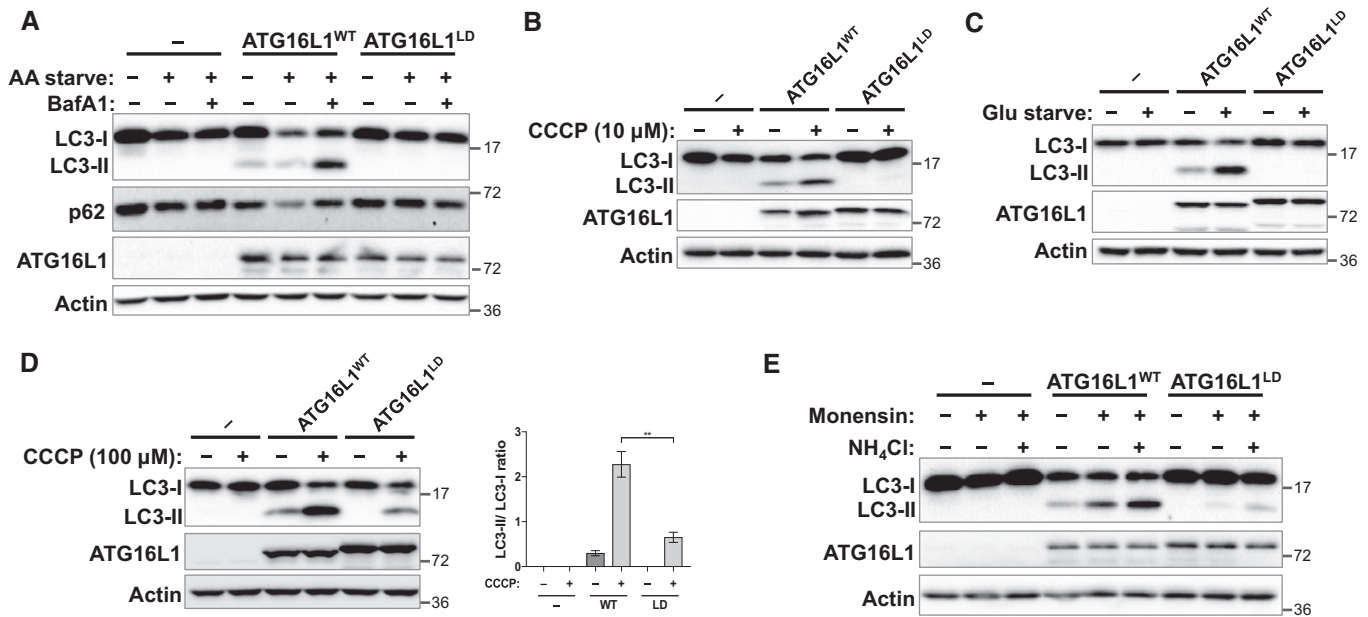 A
– ATG16L1WT ATG16L1LD
AA starve: – + + – + + – + +
BafA1: – – + – – + – – +
LC3-I
17
LC3-II
72
p62
ATG16L1
72
Actin
36
B
– ATG16L1WT ATG16L1LD
CCCP (10 µM): – + – + – +
LC3-I
17
LC3-II
ATG16L1
72
Actin
36
C
– ATG16L1WT ATG16L1LD
Glu starve: – + – + – +
LC3-I
17
LC3-II
ATG16L1
72
Actin
36
D
– ATG16L1WT ATG16L1LD
CCCP (100 µM): – + – + – +
LC3-I
17
LC3-II
ATG16L1
72
Actin
36
LC3-II/ LC3-I ratio
3
2
1
0
**
CCCP: – + – + – +
– WT LD
E
– ATG16L1WT ATG16L1LD
Monensin: – + + – + + – + +
NH4Cl: – – + – – + – – +
LC3-I
17
LC3-II
ATG16L1
72
Actin
36